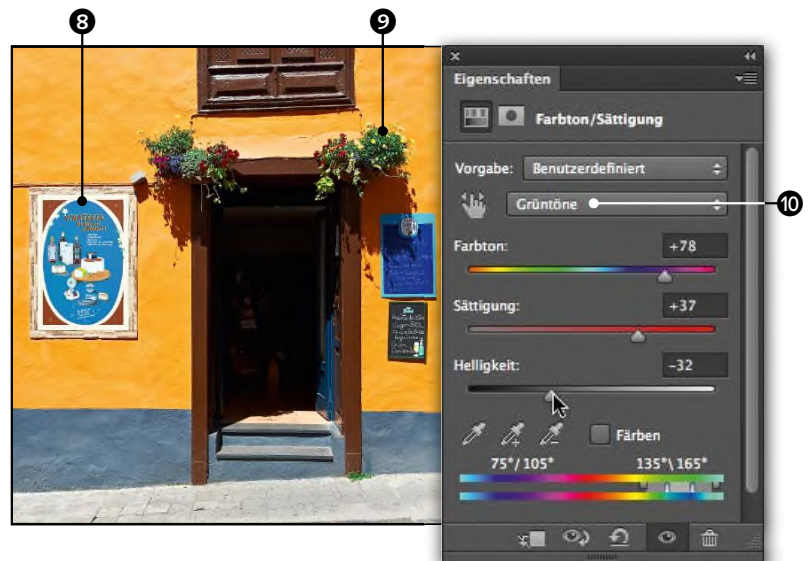 8 9
Eigenschaften
Farbton/Sättigung
Vorgabe: Benutzerdefiniert
Grüntöne
10
Farbton: +78
Sättigung: +37
Helligkeit: -32
Färben
75°/105° 135°\165°